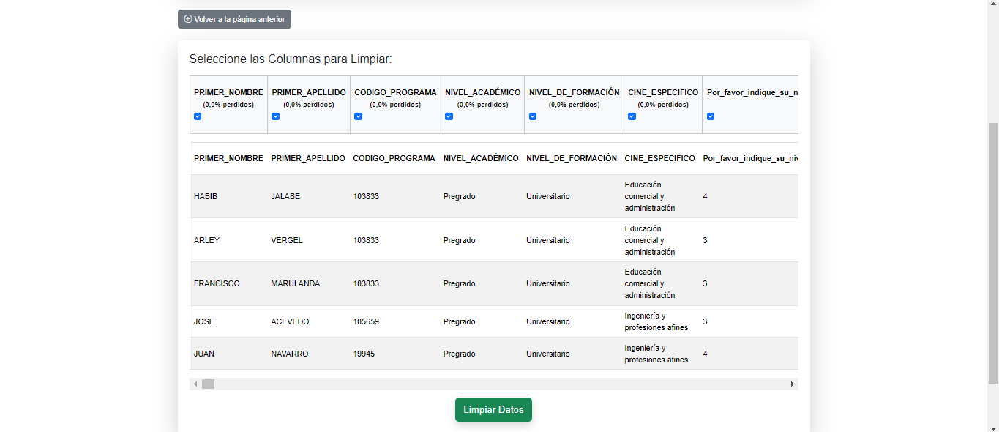 Volver a la página anterior
Seleccione las Columnas para Limpiar:
PRIMER_NOMBRE PRIMER_APELLIDO CODIGO_PROGRAMA NIVEL_ACADÉMICO NIVEL_DE_FORMACIÓN CINE_ESPECIFICO Por_favor_indique_su_n
(0,0% perdidos) (0,0% perdidos) (0,0% perdidos) (0,0% perdidos) (0,0% perdidos) (0,0% perdidos)
PRIMER_NOMBRE PRIMER_APELLIDO CODIGO_PROGRAMA NIVEL_ACADÉMICO NIVEL_DE_FORMACIÓN CINE_ESPECIFICO Por_favor_indique_su_niv
Educación
HABIB JALABE 103833 Pregrado Universitario comercial y 4
administración
Educación
ARLEY VERGEL 103833 Pregrado Universitario comercial y 3
administración
Educación
FRANCISCO MARULANDA 103833 Pregrado Universitario comercial y 3
administración
Ingeniería y
JOSE ACEVEDO 105659 Pregrado Universitario 3
profesiones afines
Ingeniería y
JUAN NAVARRO 19945 Pregrado Universitario 4
profesiones afines
Limpiar Datos